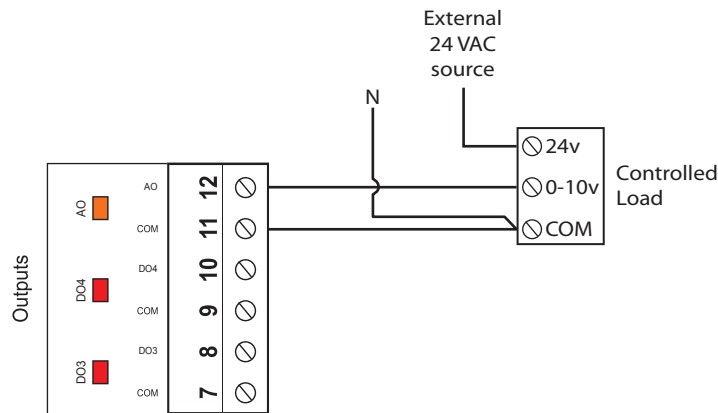 External
24 VAC
source
N
24v
0-10v
COM
Controlled
Load
Outputs
AO
AO
12
COM
11
DO4
DO4
10
COM
9
DO3
DO3
8
COM
7